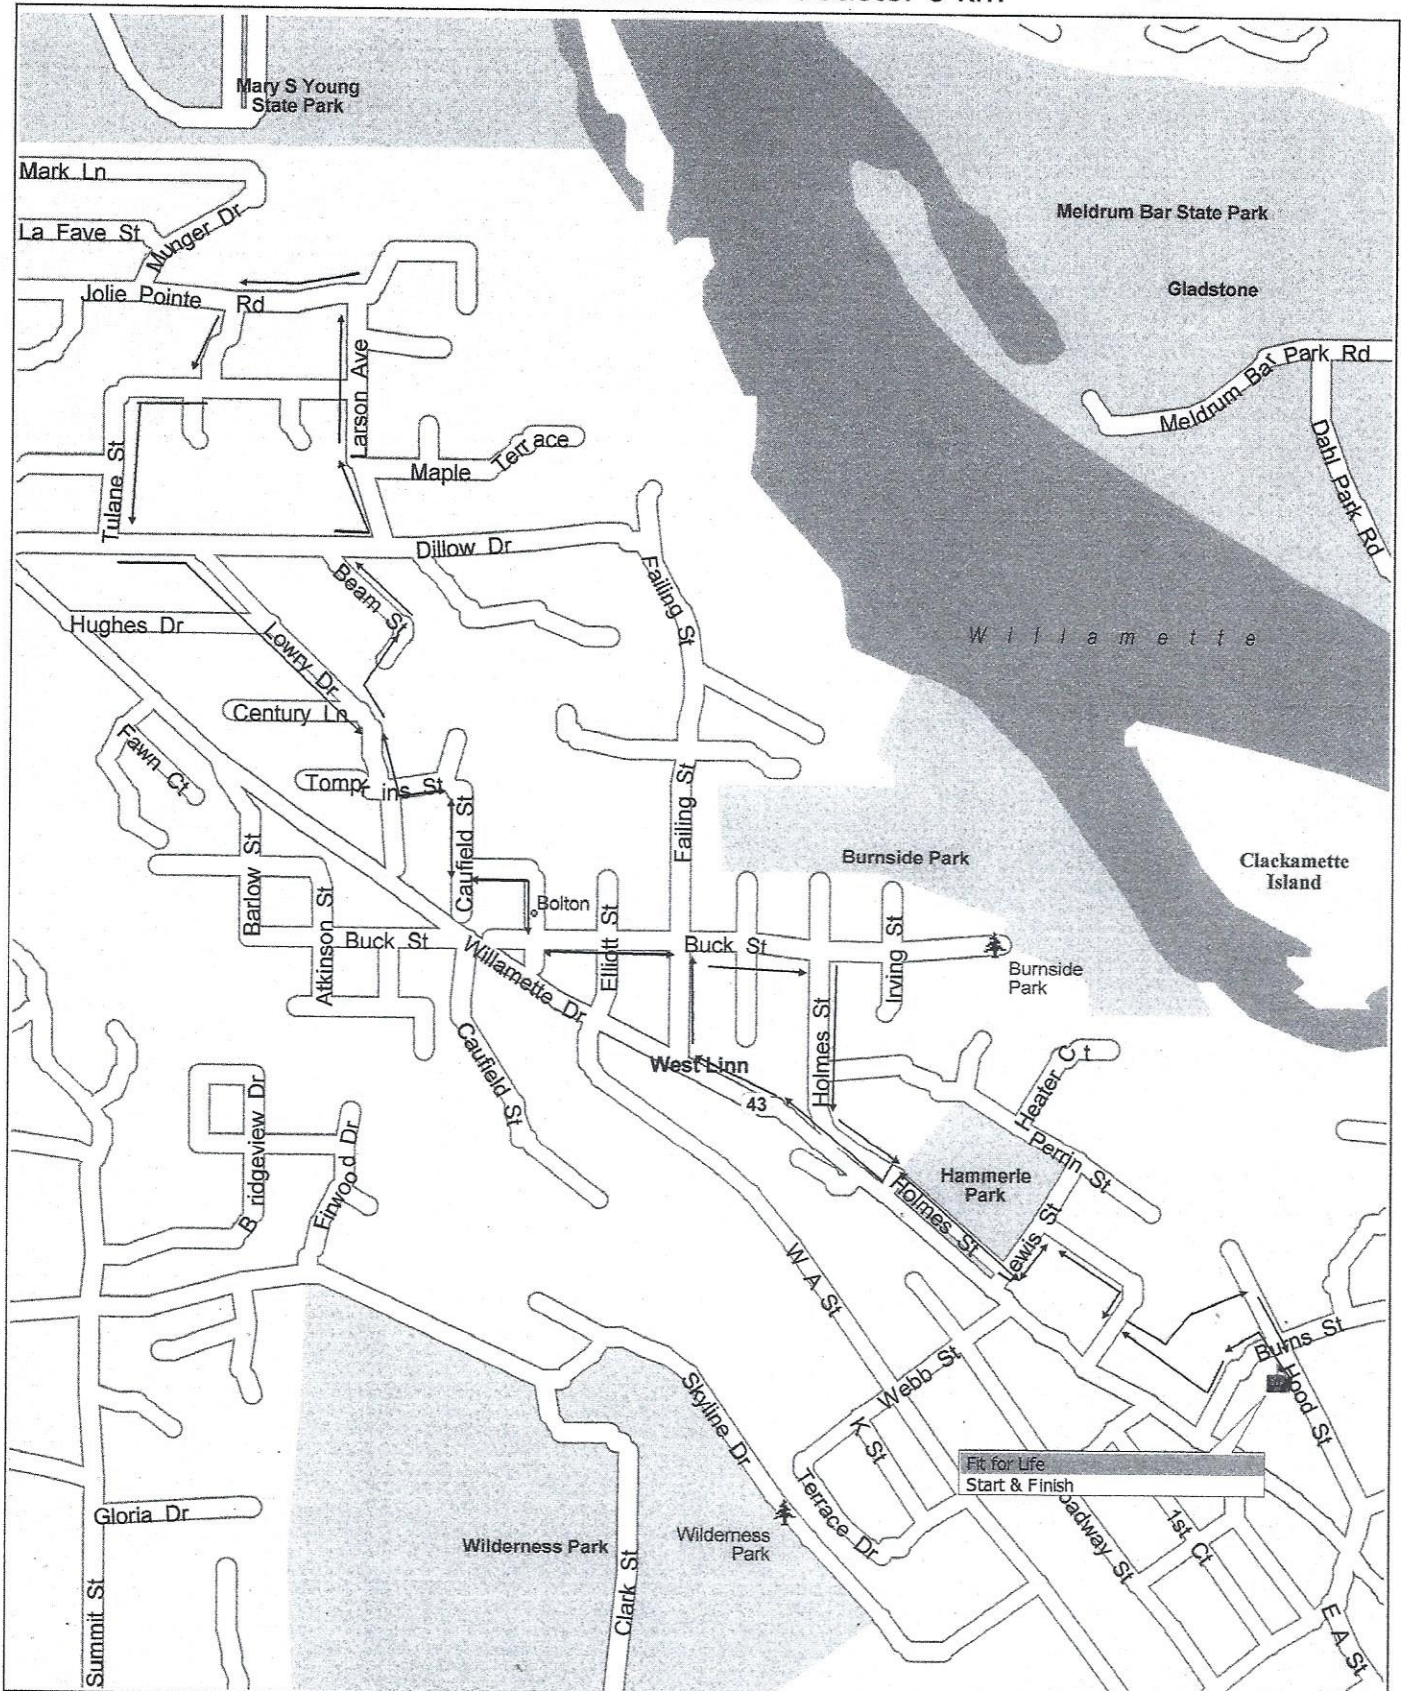 5 km
Mary S Young
State Park
Mark Ln
La Fave St
Munger Dr
Meldrum Bar State Park
Gladstone
Jolie Pointe Rd
Larson Ave
Meldrum Bar Park Rd
Dahl Park Rd
Tulane St
Maple Terrace
Dillow Dr
Beam St
Failing St
Hughes Dr
Lowry Dr
Willamette
Century Ln
Fawn Ct
Tomp ins St
Failing St
Caufield St
Burnside Park
Clackamette
Island
Barlow St
Atkinson St
Bolton
Buck St
Willamette Dr
Elliott St
Buck St
Irving St
Burnside
Park
Holmes St
Caufield St
West Linn
43
Heater Ct
Perrin St
Bridgeview Dr
Finwood Dr
Hammerle
Park
Holmes St
Lewis St
W A St
Burns St
Hood St
Webb St
K St
Skyline Dr
Terrace Dr
Fit for Life
Start & Finish
oadway St
1st Ct
Gloria Dr
Wilderness Park
Wilderness
Park
Clark St
Summit St
E A St